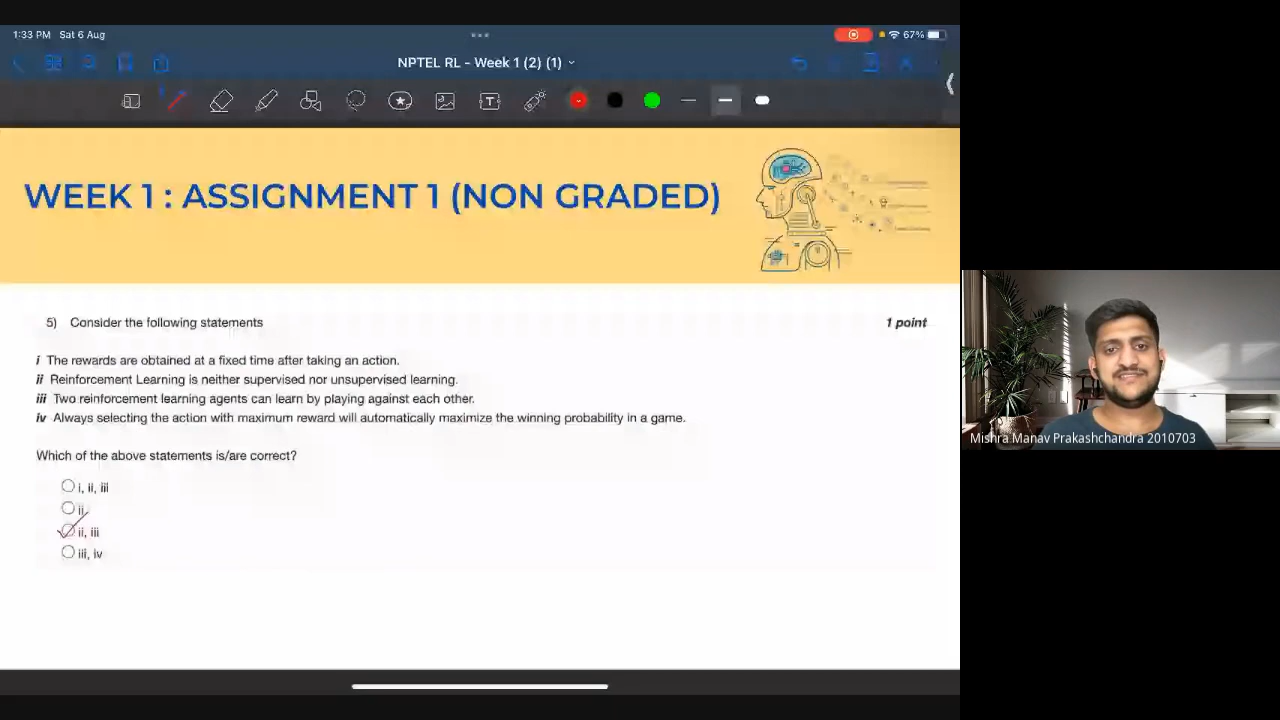 1:33 PM Sat 6 Aug
67%
NPTEL RL - Week 1 (2) (1)
T
WEEK 1 : ASSIGNMENT 1 (NON GRADED)
5) Consider the following statements
1 point
i The rewards are obtained at a fixed time after taking an action.
ii Reinforcement Learning is neither supervised nor unsupervised learning.
iii Two reinforcement learning agents can learn by playing against each other.
iv Always selecting the action with maximum reward will automatically maximize the winning probability in a game.
Which of the above statements is/are correct?
i, ii, iii
ii
ii, iii
iii, iv
Mishra Manav Prakashchandra 2010703